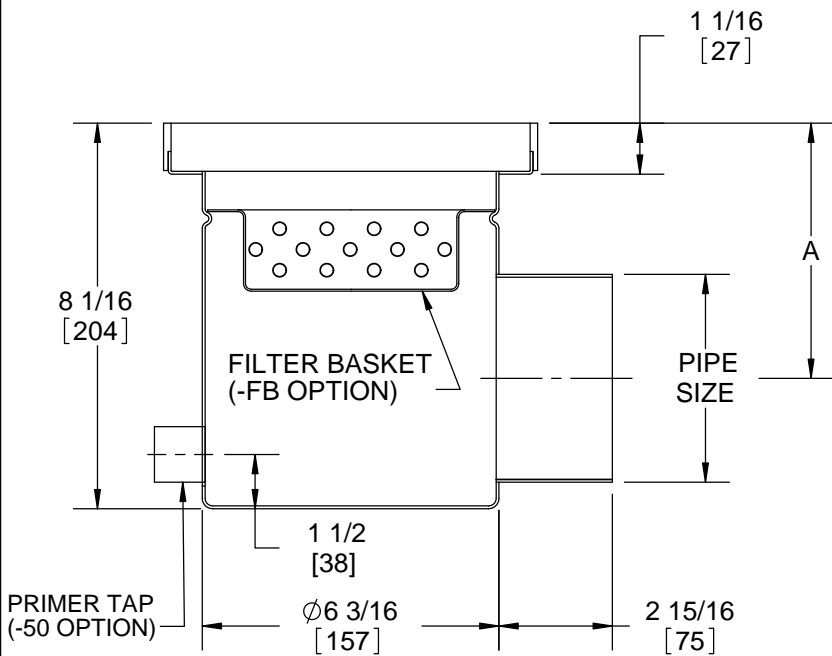 1 1/16
[27]
A
8 1/16
[204]
FILTER BASKET
(-FB OPTION)
PIPE
SIZE
1 1/2
[38]
PRIMER TAP
(-50 OPTION)
∅6 3/16
[157]
2 15/16
[75]